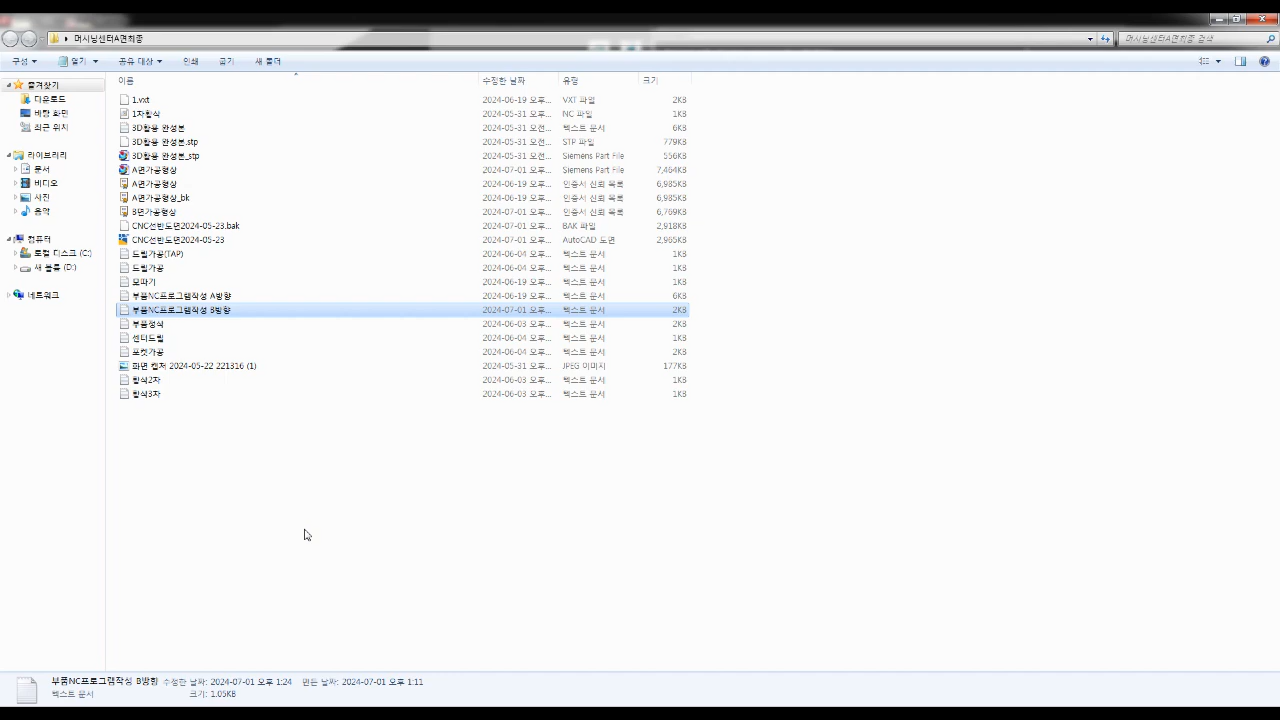 머시닝센터A면최종
머시닝센터A면최종 검색
구성 열기 공유 대상 인쇄 굽기 새 폴더
즐겨찾기
다운로드
바탕 화면
최근 위치
라이브러리
문서
비디오
사진
음악
컴퓨터
로컬 디스크 (C:)
새 볼륨 (D:)
네트워크
이름 수정한 날짜 유형 크기
1.vxt 2024-06-19 오후... VXT 파일 2KB
1차합식 2024-05-31 오후... NC 파일 1KB
3D활용 완성본 2024-05-31 오전... 텍스트 문서 6KB
3D활용 완성본.stp 2024-05-31 오전... STP 파일 779KB
3D활용 완성본_stp 2024-05-31 오전... Siemens Part File 556KB
A면가공형상 2024-07-01 오후... Siemens Part File 7,464KB
A면가공형상 2024-06-19 오후... 인증서 신뢰 목록 6,985KB
A면가공형상_bk 2024-06-19 오후... 인증서 신뢰 목록 6,985KB
B면가공형상 2024-07-01 오후... 인증서 신뢰 목록 6,769KB
CNC선반도면2024-05-23.bak 2024-07-01 오후... BAK 파일 2,918KB
CNC선반도면2024-05-23 2024-07-01 오후... AutoCAD 도면 2,965KB
드릴가공(TAP) 2024-06-04 오후... 텍스트 문서 1KB
드릴가공 2024-06-04 오후... 텍스트 문서 1KB
모따기 2024-06-19 오후... 텍스트 문서 1KB
부품NC프로그램작성 A방향 2024-06-19 오후... 텍스트 문서 6KB
부품NC프로그램작성 B방향 2024-07-01 오후... 텍스트 문서 2KB
부품정식 2024-06-03 오후... 텍스트 문서 2KB
센터드릴 2024-06-04 오후... 텍스트 문서 1KB
포켓가공 2024-06-04 오후... 텍스트 문서 2KB
화면 캡처 2024-05-22 221316 (1) 2024-05-31 오후... JPEG 이미지 177KB
합식2차 2024-06-03 오후... 텍스트 문서 1KB
합식3차 2024-06-03 오후... 텍스트 문서 1KB
부품NC프로그램작성 B방향 수정한 날짜: 2024-07-01 오후 1:24 만든 날짜: 2024-07-01 오후 1:11
텍스트 문서 크기: 1.05KB